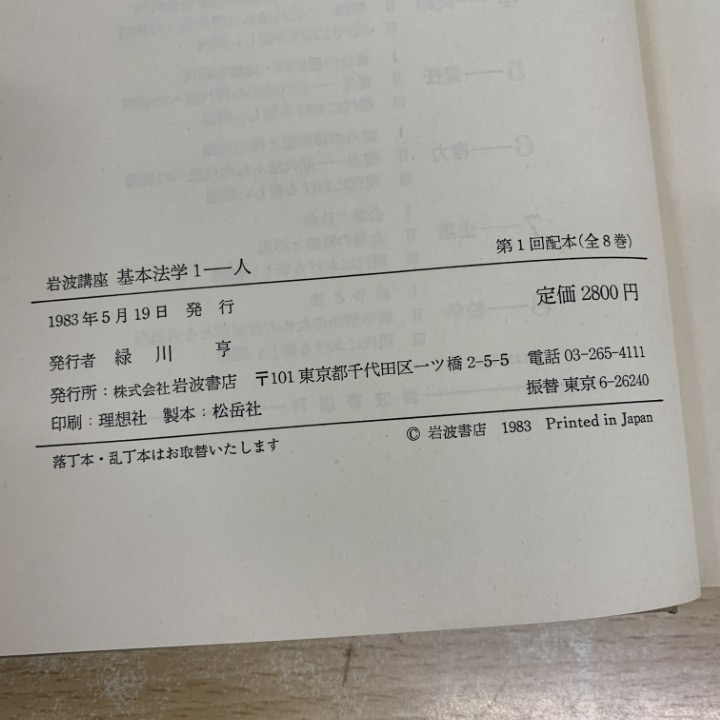 岩波講座 基本法学1――人
第1回配本(全8巻)
1983年5月19日 発行
定価 2800円
発行者 緑川 亨
発行所:株式会社岩波書店 〒101 東京都千代田区一ツ橋2-5-5 電話 03-265-4111
振替 東京 6-26240
印刷:理想社 製本:松岳社
© 岩波書店 1983 Printed in Japan
落丁本・乱丁本はお取替いたします